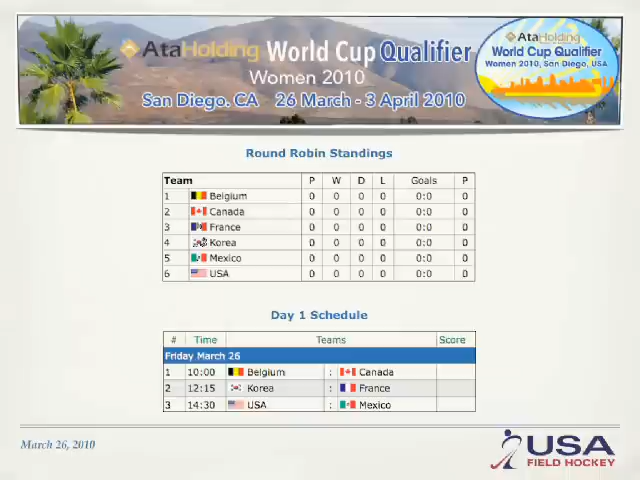 AtaHolding World Cup Qualifier
Women 2010
San Diego, CA 26 March - 3 April 2010
AtaHolding
World Cup Qualifier
Women 2010, San Diego, USA
Round Robin Standings
Team P W D L Goals P
1 Belgium 0 0 0 0 0:0 0
2 Canada 0 0 0 0 0:0 0
3 France 0 0 0 0 0:0 0
4 Korea 0 0 0 0 0:0 0
5 Mexico 0 0 0 0 0:0 0
6 USA 0 0 0 0 0:0 0
Day 1 Schedule
# Time Teams Score
Friday March 26
1 10:00 Belgium : Canada
2 12:15 Korea : France
3 14:30 USA : Mexico
March 26, 2010
USA
FIELD HOCKEY